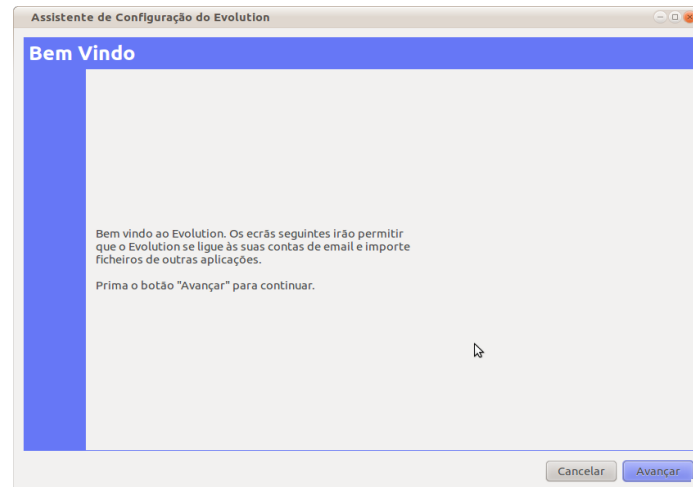 Assistente de Configuração do Evolution
Bem Vindo
Bem vindo ao Evolution. Os ecrãs seguintes irão permitir
que o Evolution se ligue às suas contas de email e importe
ficheiros de outras aplicações.
Prima o botão "Avançar" para continuar.
Cancelar
Avançar